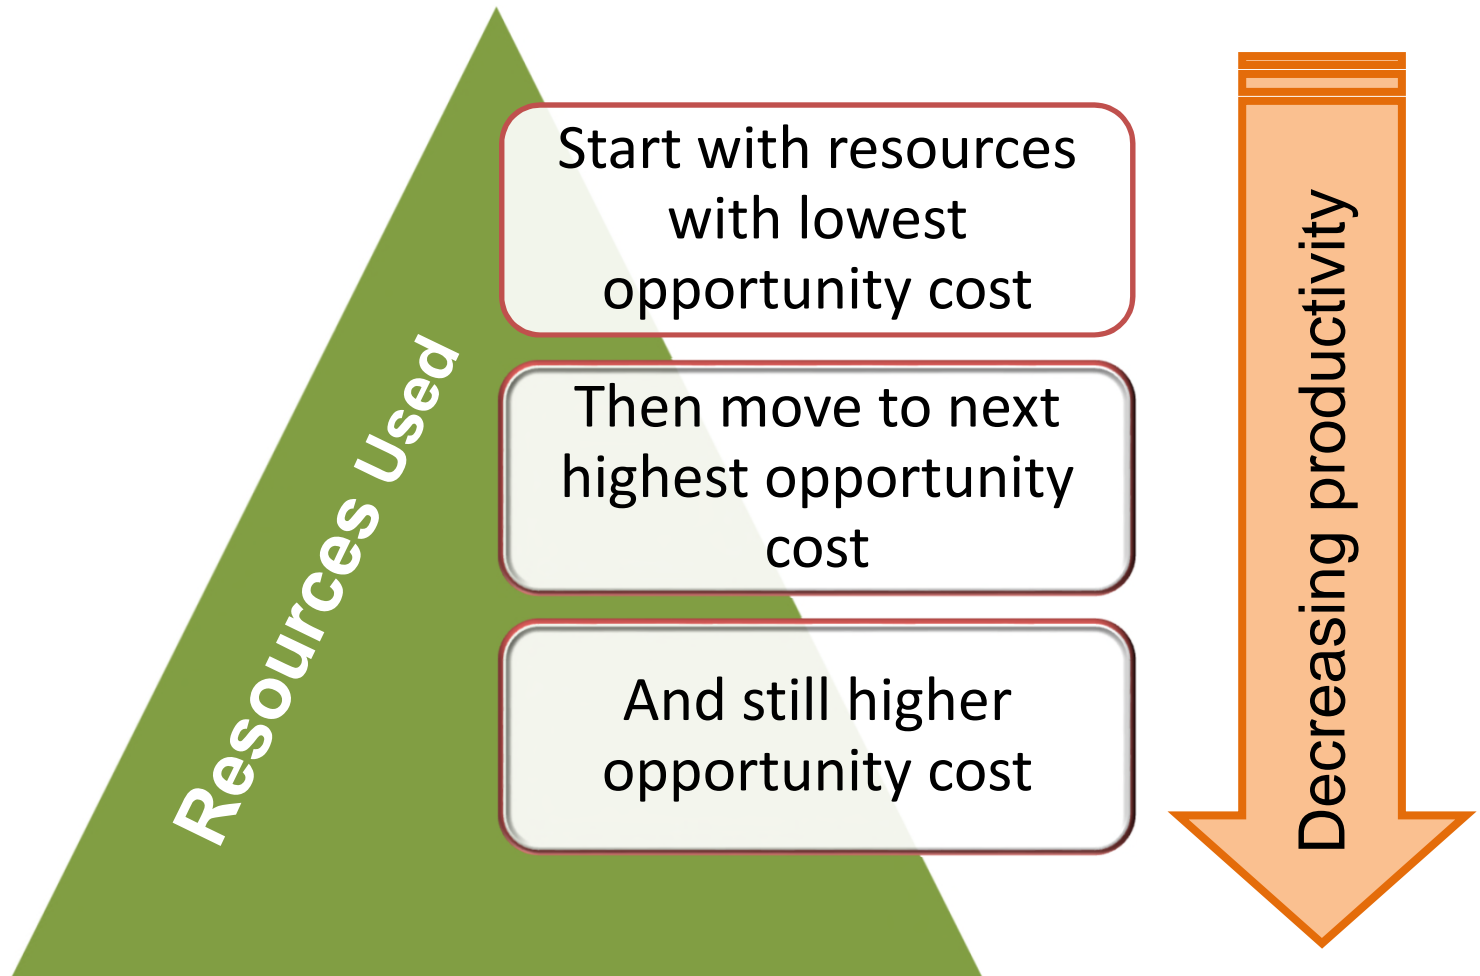 Resources Used
Start with resources
with lowest
opportunity cost
Then move to next
highest opportunity
cost
And still higher
opportunity cost
Decreasing productivity